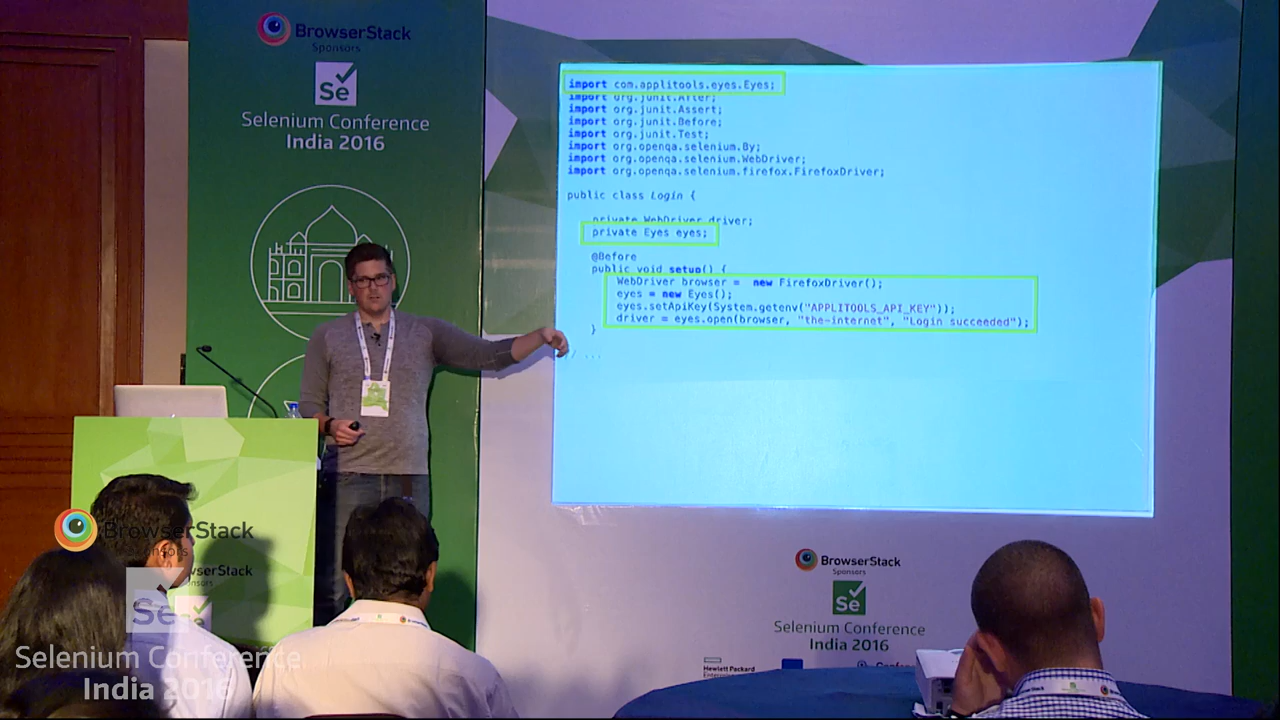 BrowserStack
Sponsors
Se
Selenium Conference
India 2016
import com.applitools.eyes.Eyes;
import org.junit.After;
import org.junit.Assert;
import org.junit.Before;
import org.junit.Test;
import org.openqa.selenium.By;
import org.openqa.selenium.WebDriver;
import org.openqa.selenium.firefox.FirefoxDriver;
public class Login {
private WebDriver driver;
private Eyes eyes;
@Before
public void setup() {
WebDriver browser = new FirefoxDriver();
eyes = new Eyes();
eyes.setApiKey(System.getenv("APPLITOOLS_API_KEY"));
driver = eyes.open(browser, "the-internet", "Login succeeded");
}
// ...
BrowserStack
Sponsors
Se
Selenium Conference
India 2016
BrowserStack
Sponsors
Se
Selenium Conference
India 2016
Hewlett Packard